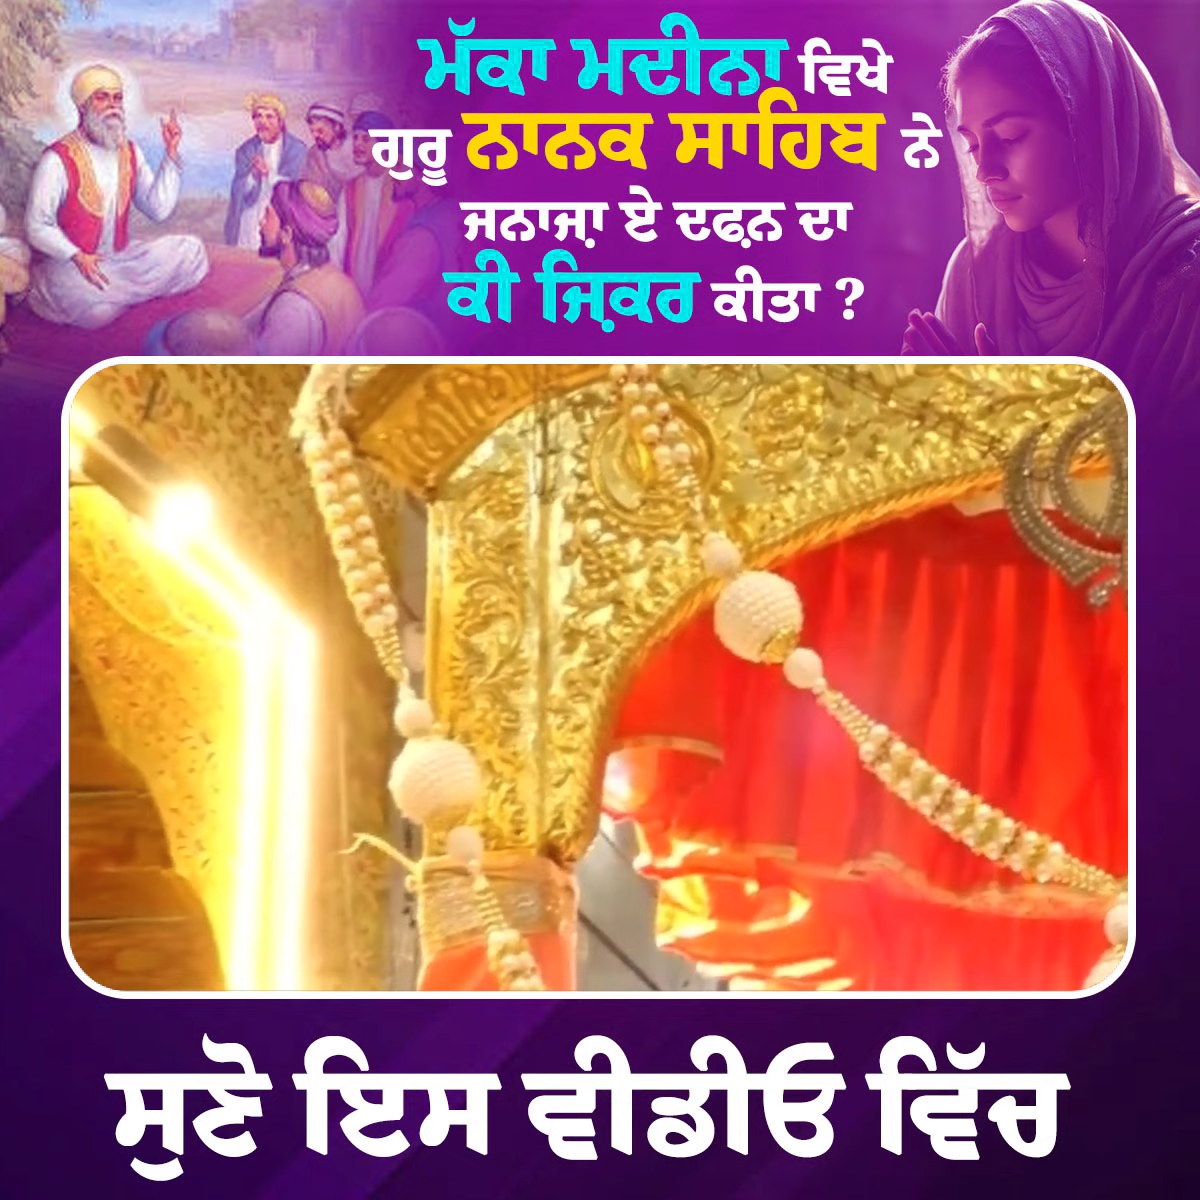 ਮੱਕਾ ਮਦੀਨਾ ਵਿਖੇ
ਗੁਰੂ ਨਾਨਕ ਸਾਹਿਬ ਨੇ
ਜਨਾਜ਼ਾ ਏ ਦਫ਼ਨ ਦਾ
ਕੀ ਜ਼ਿਕਰ ਕੀਤਾ ?
ਸੁਣੋ ਇਸ ਵੀਡੀਓ ਵਿੱਚ